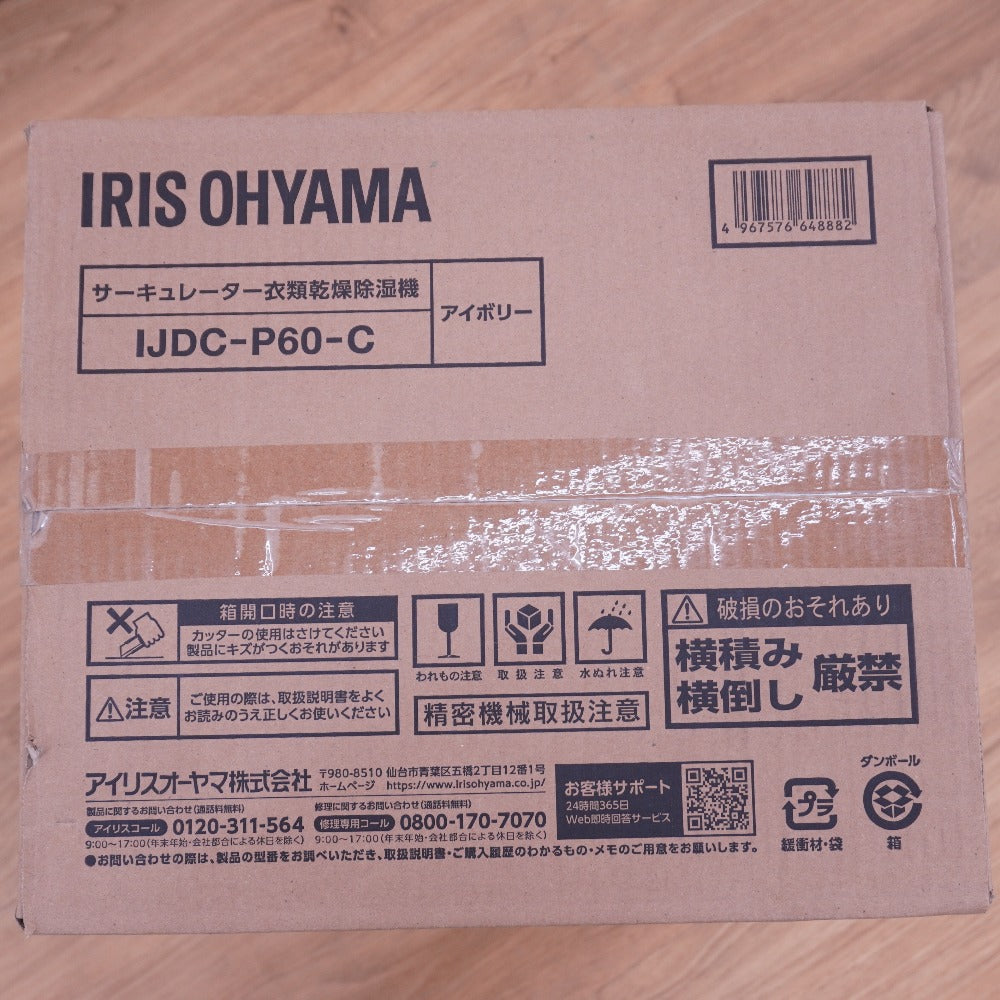 IRIS OHYAMA
4 967576 648882
サーキュレーター衣類乾燥除湿機
IJDC-P60-C
アイボリー
箱開口時の注意
カッターの使用はさけてください
製品にキズがつくおそれがあります
注意
ご使用の際は、取扱説明書をよく
お読みのうえ正しくお使いください
われもの注意
取扱注意
水ぬれ注意
精密機械取扱注意
破損のおそれあり
横積み
横倒し
厳禁
アイリスオーヤマ株式会社
〒980-8510 仙台市青葉区五橋2丁目12番1号
ホームページ https://www.irisohyama.co.jp/
製品に関するお問い合わせ(通話料無料)
アイリスコール 0120-311-564
9:00〜17:00(年末年始・会社都合による休日を除く)
修理に関するお問い合わせ(通話料無料)
修理専用コール 0800-170-7070
9:00〜17:00(年末年始・会社都合による休日を除く)
●お問い合わせの際は、製品の型番をお調べいただき、取扱説明書・ご購入履歴のわかるもの・メモのご用意をお願いします。
お客様サポート
24時間365日
Web即時回答サービス
プラ
緩衝材・袋
ダンボール
箱